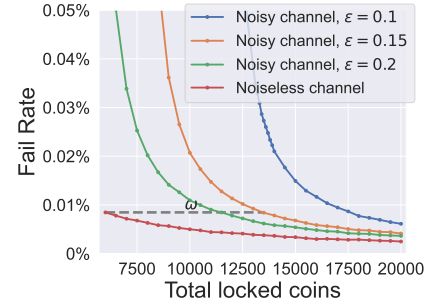 0.05%
0.04%
0.03%
0.02%
0.01%
0%
Fail Rate
Noisy channel, ε = 0.1
Noisy channel, ε = 0.15
Noisy channel, ε = 0.2
Noiseless channel
ω
7500 10000 12500 15000 17500 20000
Total locked coins